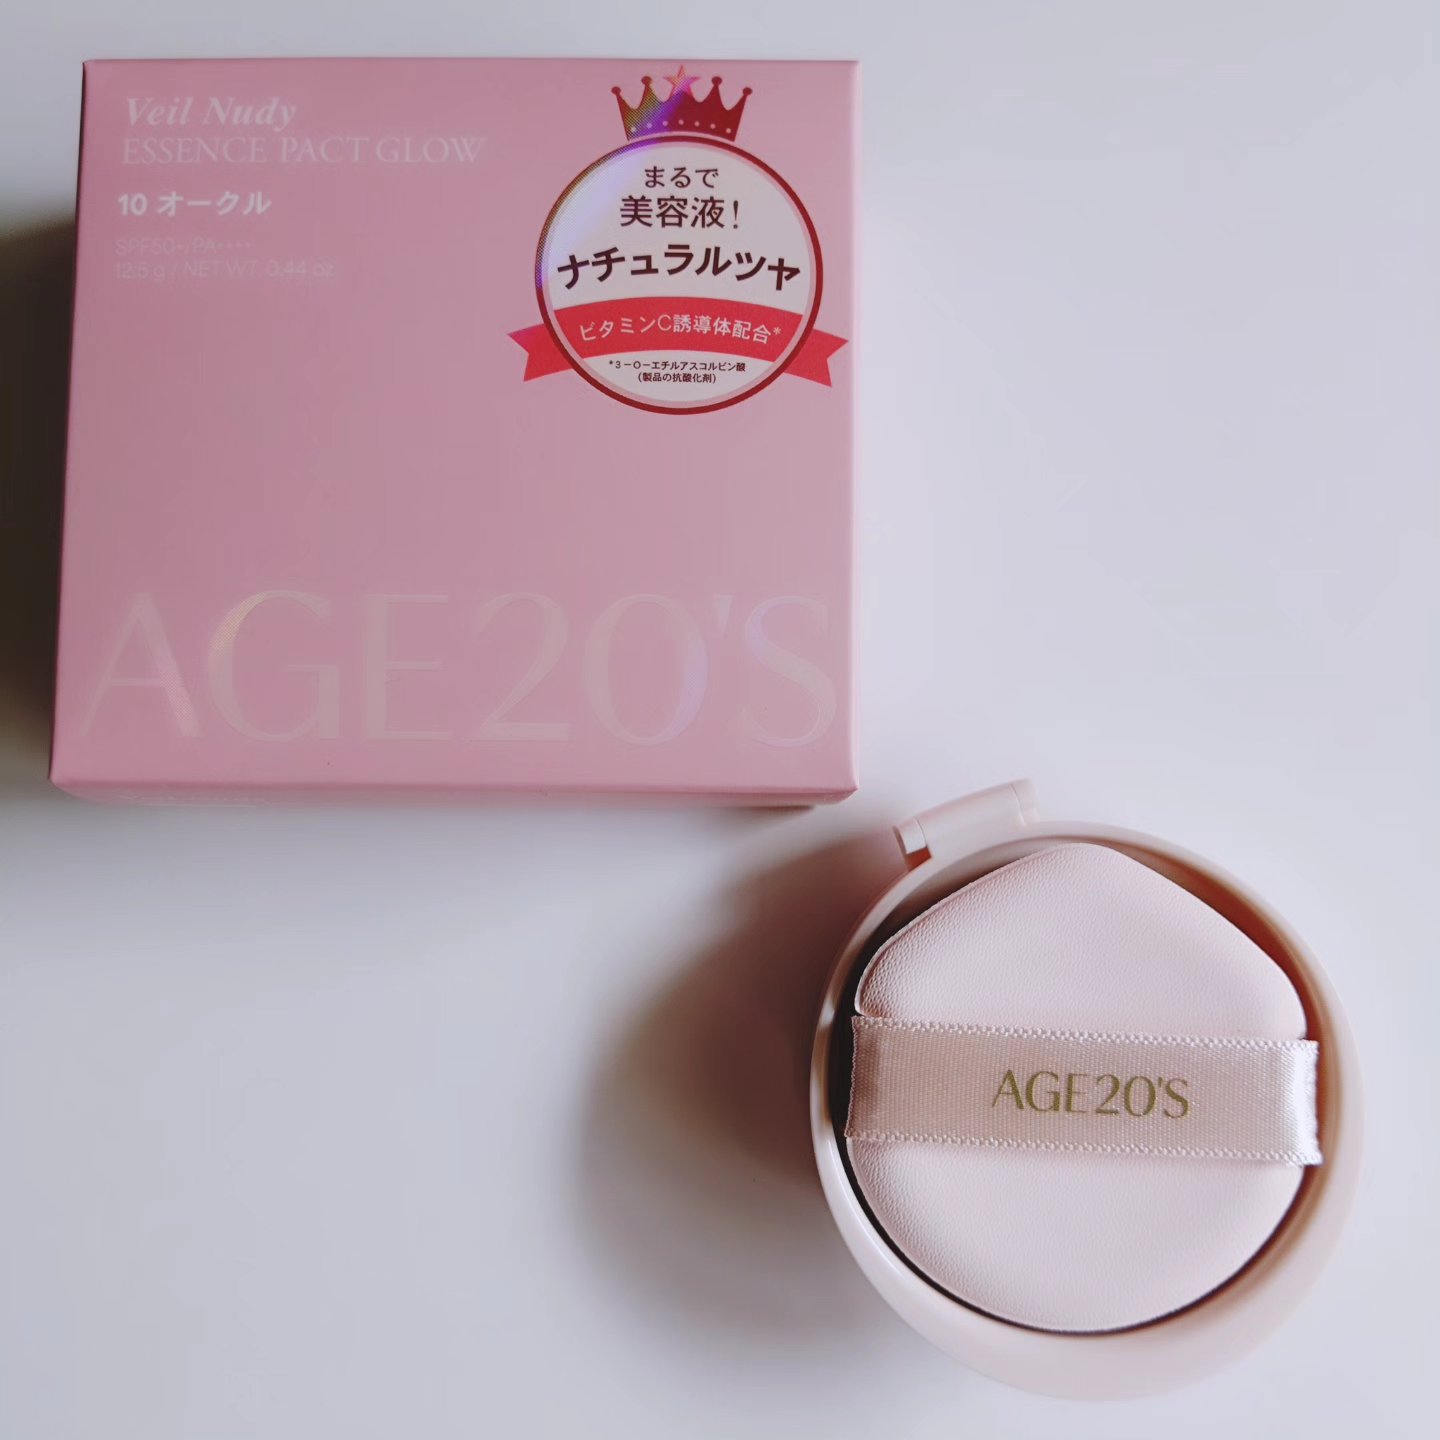 Veil Nudy
ESSENCE PACT GLOW
10 オークル
SPF50+/PA++++
12.5 g / NET WT. 0.44 oz
まるで
美容液！
ナチュラルツヤ
ビタミンC誘導体配合*
*3－O－エチルアスコルビン酸
(製品の抗酸化剤)
AGE20'S
AGE20'S